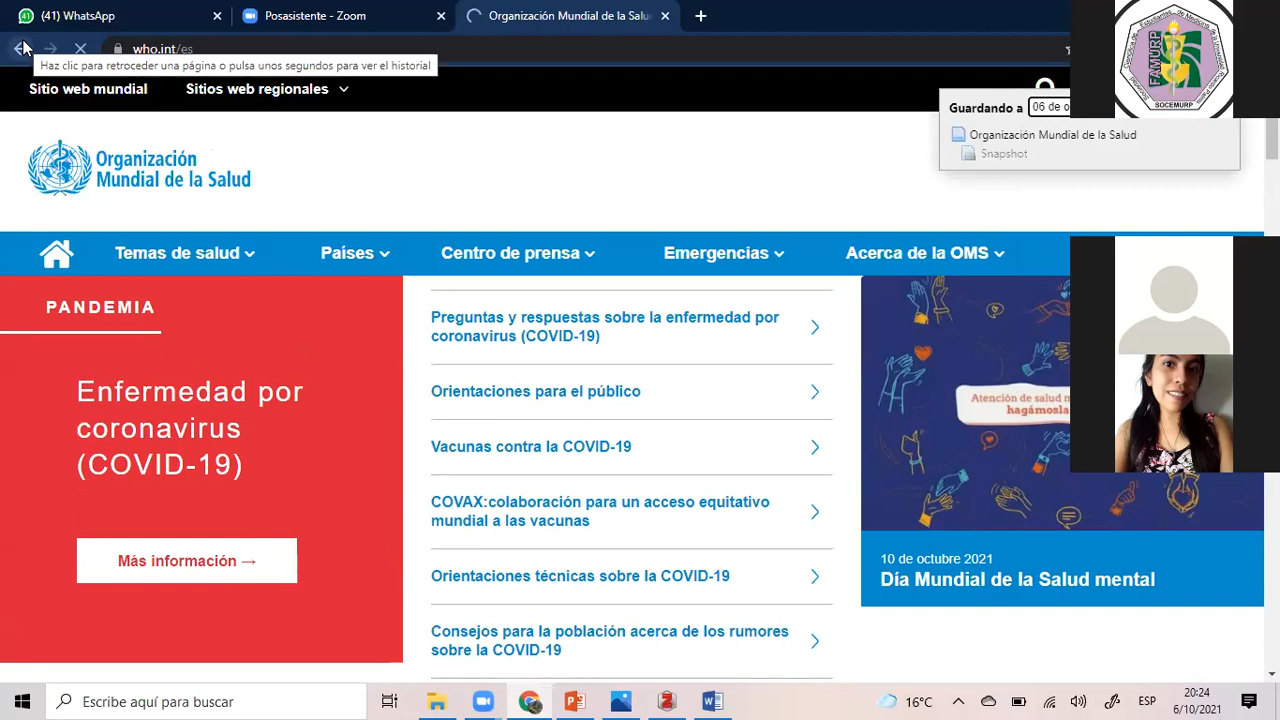 (41) WhatsApp
Posasistente - Zoom
Organización Mundial de la Salu
who.int/es
Haz clic para retroceder una página o pulsa unos segundos para ver el historial
Sitio web mundial
Sitios web regionales
Guardando a
06 de o
Organización Mundial de la Salud
Snapshot
FAMURP
SOCEMURP
Organización
Mundial de la Salud
Temas de salud
Países
Centro de prensa
Emergencias
Acerca de la OMS
PANDEMIA
Enfermedad por
coronavirus
(COVID-19)
Más información →
Preguntas y respuestas sobre la enfermedad por
coronavirus (COVID-19)
Orientaciones para el público
Vacunas contra la COVID-19
COVAX:colaboración para un acceso equitativo
mundial a las vacunas
Orientaciones técnicas sobre la COVID-19
Consejos para la población acerca de los rumores
sobre la COVID-19
Atención de salud m
hagámosla
10 de octubre 2021
Día Mundial de la Salud mental
Escribe aquí para buscar
16°C
ESP
20:24
6/10/2021